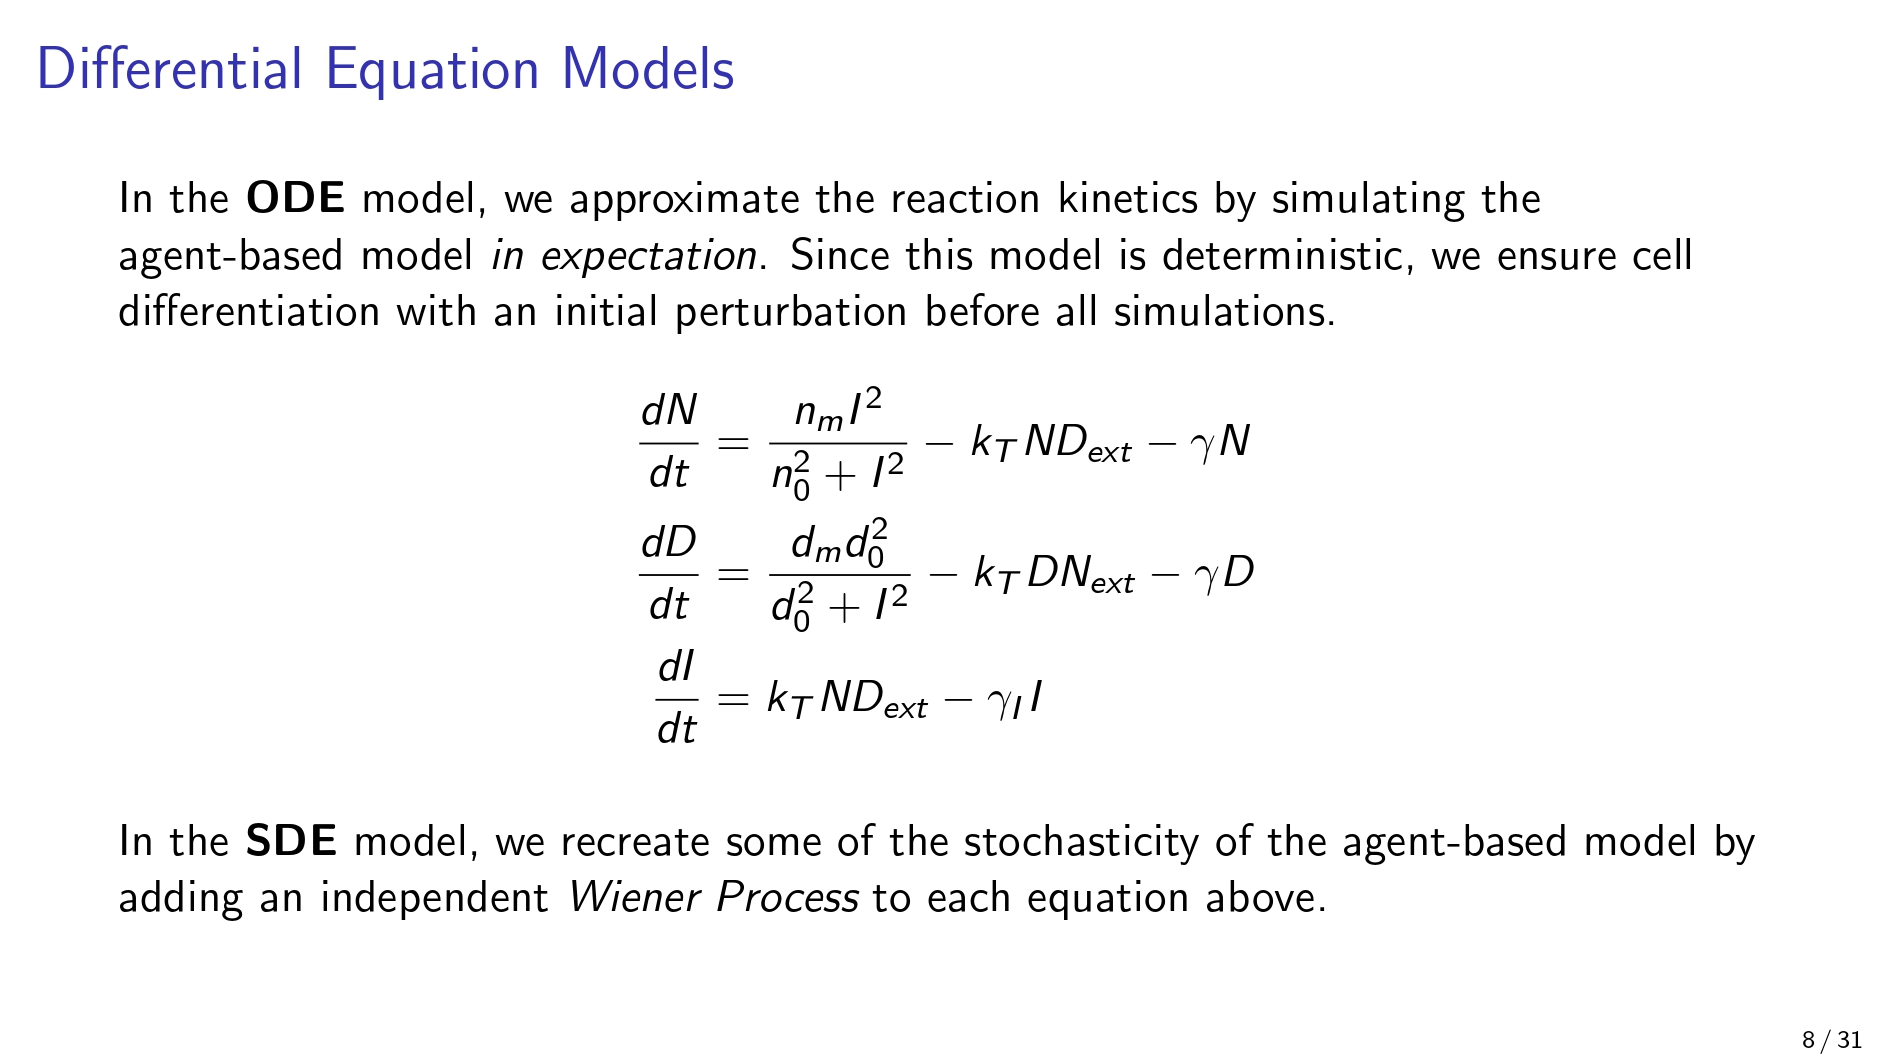 Differential Equation Models
In the ODE model, we approximate the reaction kinetics by simulating the
agent-based model in expectation. Since this model is deterministic, we ensure cell
differentiation with an initial perturbation before all simulations.
\frac{dN}{dt} = \frac{n_m I^2}{n_0^2 + I^2} - k_T N D_{ext} - \gamma N
\frac{dD}{dt} = \frac{d_m d_0^2}{d_0^2 + I^2} - k_T D N_{ext} - \gamma D
\frac{dI}{dt} = k_T N D_{ext} - \gamma_I I
In the SDE model, we recreate some of the stochasticity of the agent-based model by
adding an independent Wiener Process to each equation above.
8 / 31